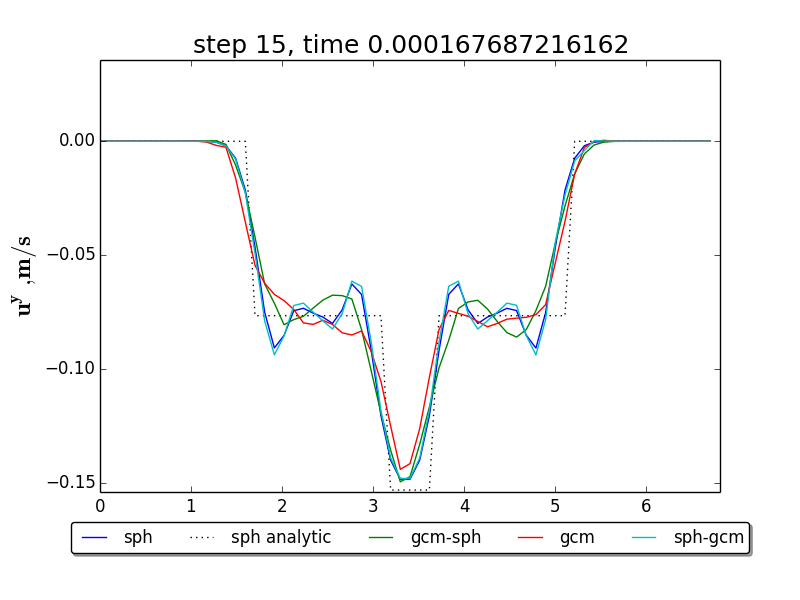 step 15, time 0.000167687216162
0.00
−0.05
−0.10
−0.15
u^y ,m/s
0 1 2 3 4 5 6
sph sph analytic gcm-sph gcm sph-gcm